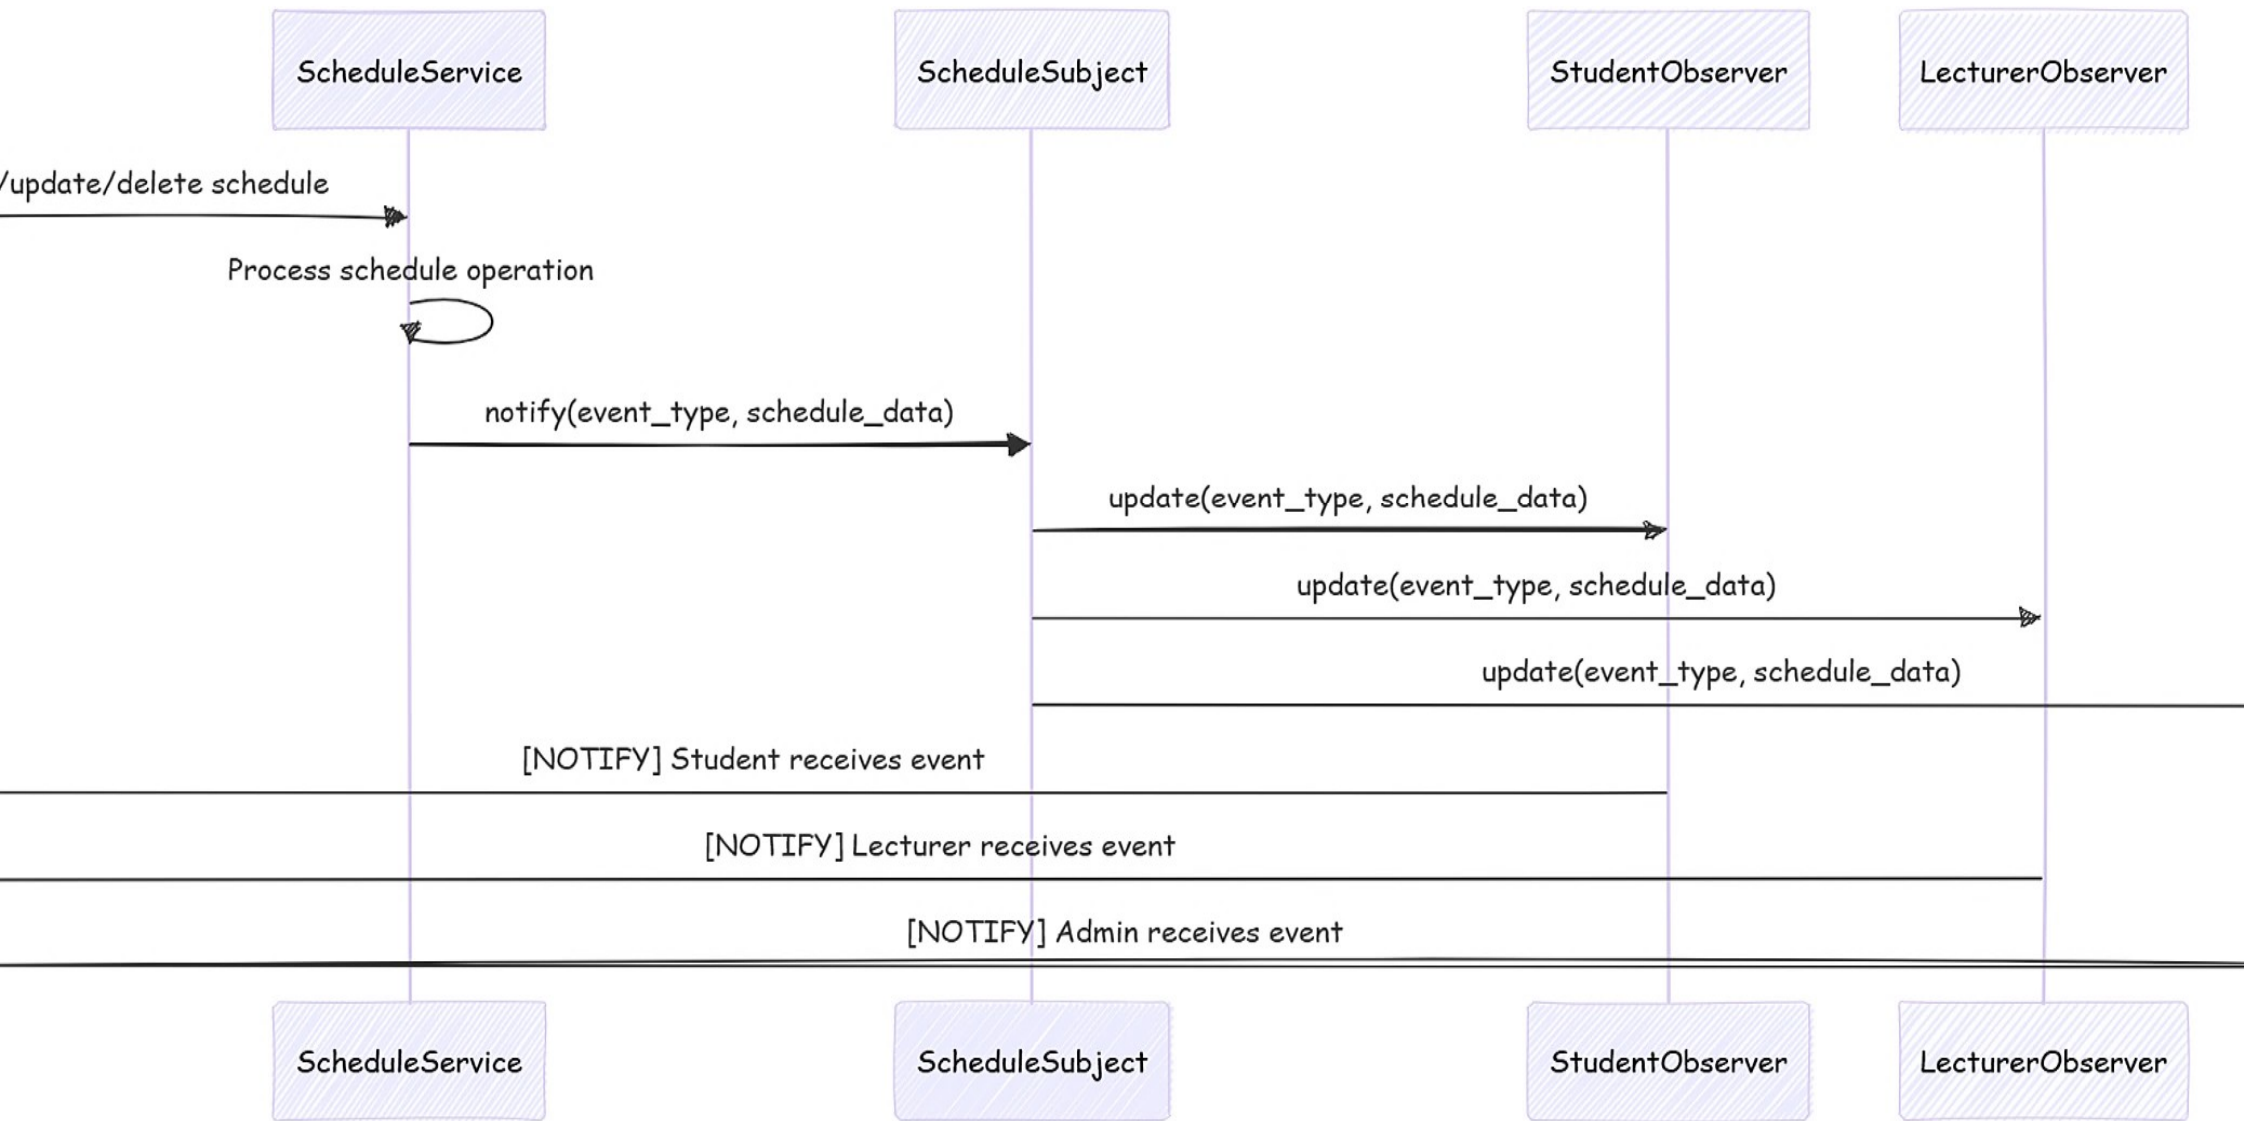 ScheduleService
ScheduleSubject
StudentObserver
LecturerObserver
/update/delete schedule
Process schedule operation
notify(event_type, schedule_data)
update(event_type, schedule_data)
update(event_type, schedule_data)
update(event_type, schedule_data)
[NOTIFY] Student receives event
[NOTIFY] Lecturer receives event
[NOTIFY] Admin receives event
ScheduleService
ScheduleSubject
StudentObserver
LecturerObserver